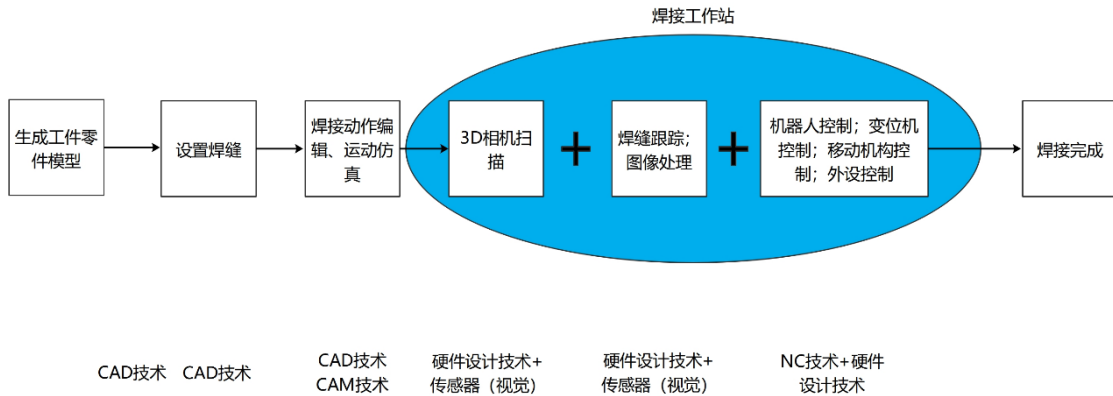 焊接工作站
生成工件零
件模型
设置焊缝
焊接动作编
辑、运动仿
真
3D相机扫
描
焊缝跟踪；
图像处理
机器人控制；变位机
控制；移动机构控
制；外设控制
焊接完成
CAD技术
CAD技术
CAD技术
CAM技术
硬件设计技术+
传感器（视觉）
硬件设计技术+
传感器（视觉）
NC技术+硬件
设计技术